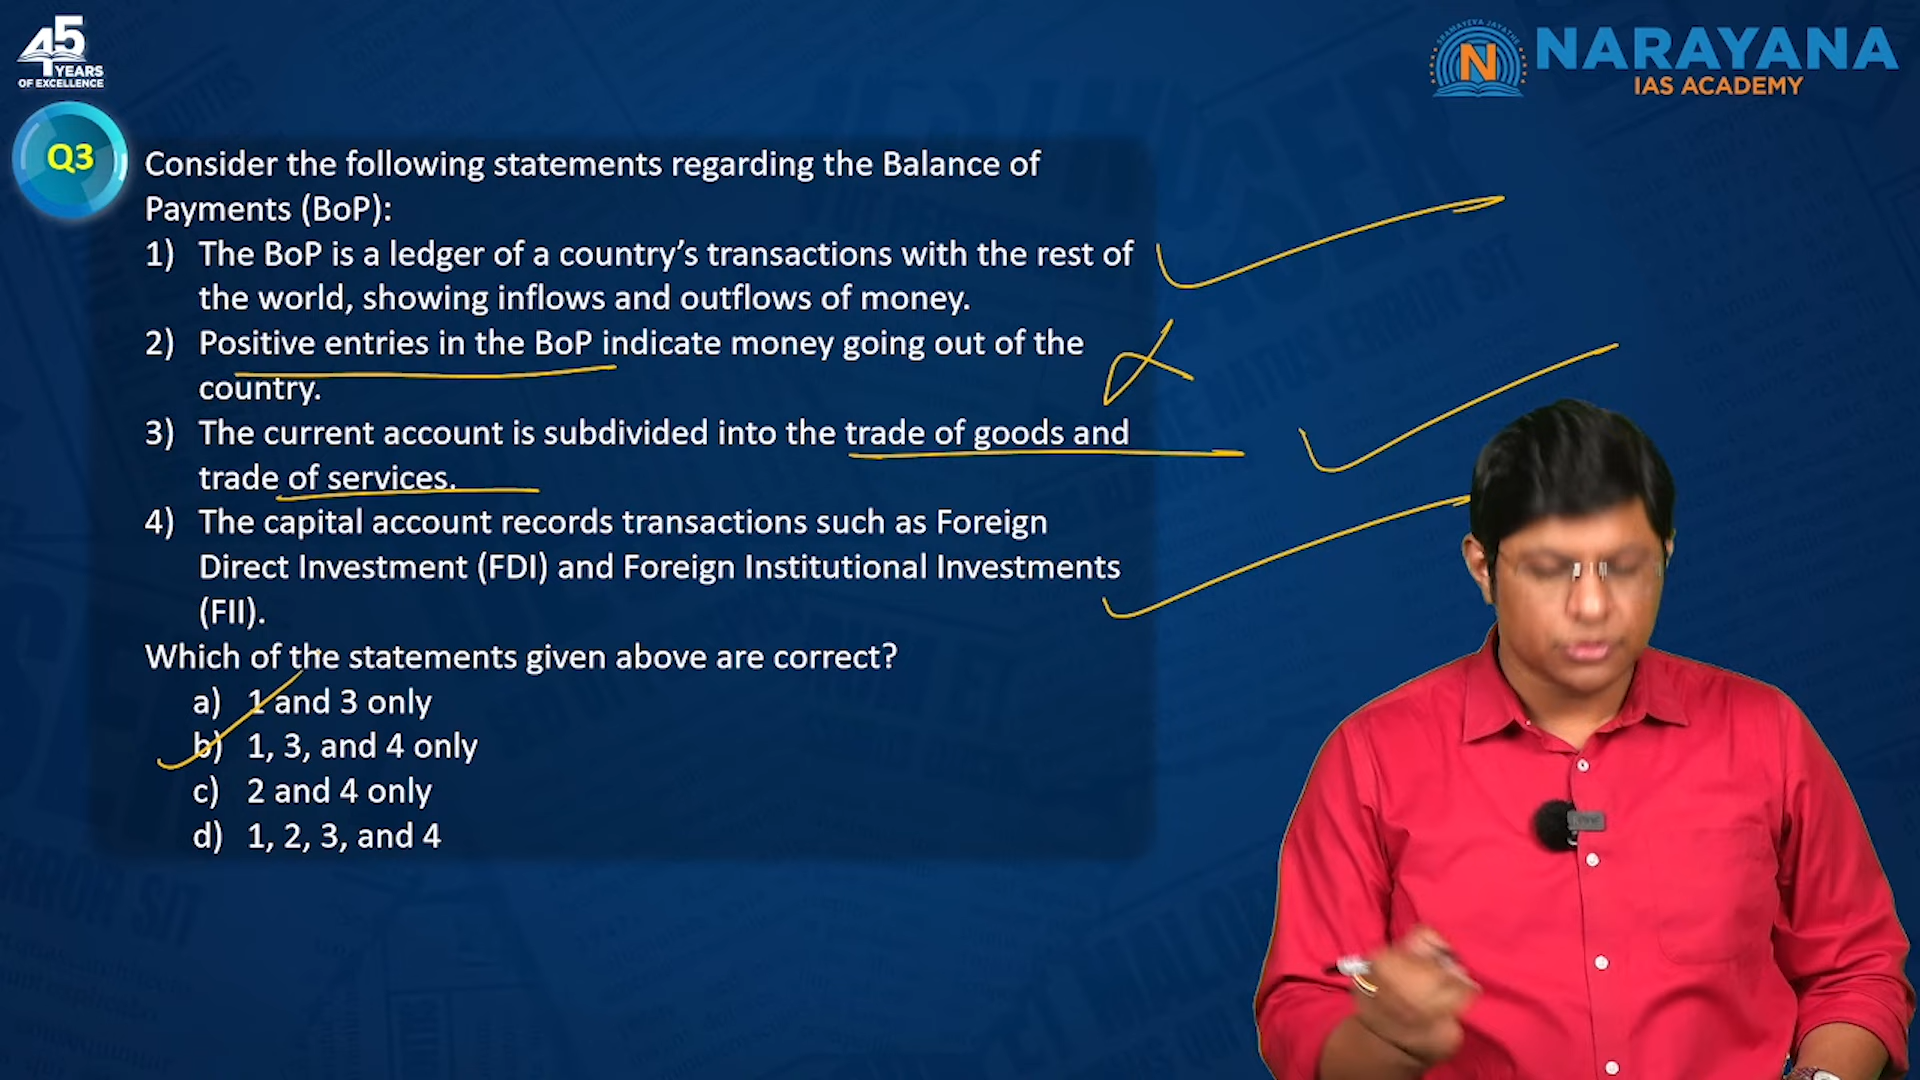 45
YEARS
OF EXCELLENCE
NARAYANA
IAS ACADEMY
N
Q3
Consider the following statements regarding the Balance of
Payments (BoP):
1) The BoP is a ledger of a country's transactions with the rest of
the world, showing inflows and outflows of money.
2) Positive entries in the BoP indicate money going out of the
country.
3) The current account is subdivided into the trade of goods and
trade of services.
4) The capital account records transactions such as Foreign
Direct Investment (FDI) and Foreign Institutional Investments
(FII).
Which of the statements given above are correct?
a) 1 and 3 only
b) 1, 3, and 4 only
c) 2 and 4 only
d) 1, 2, 3, and 4